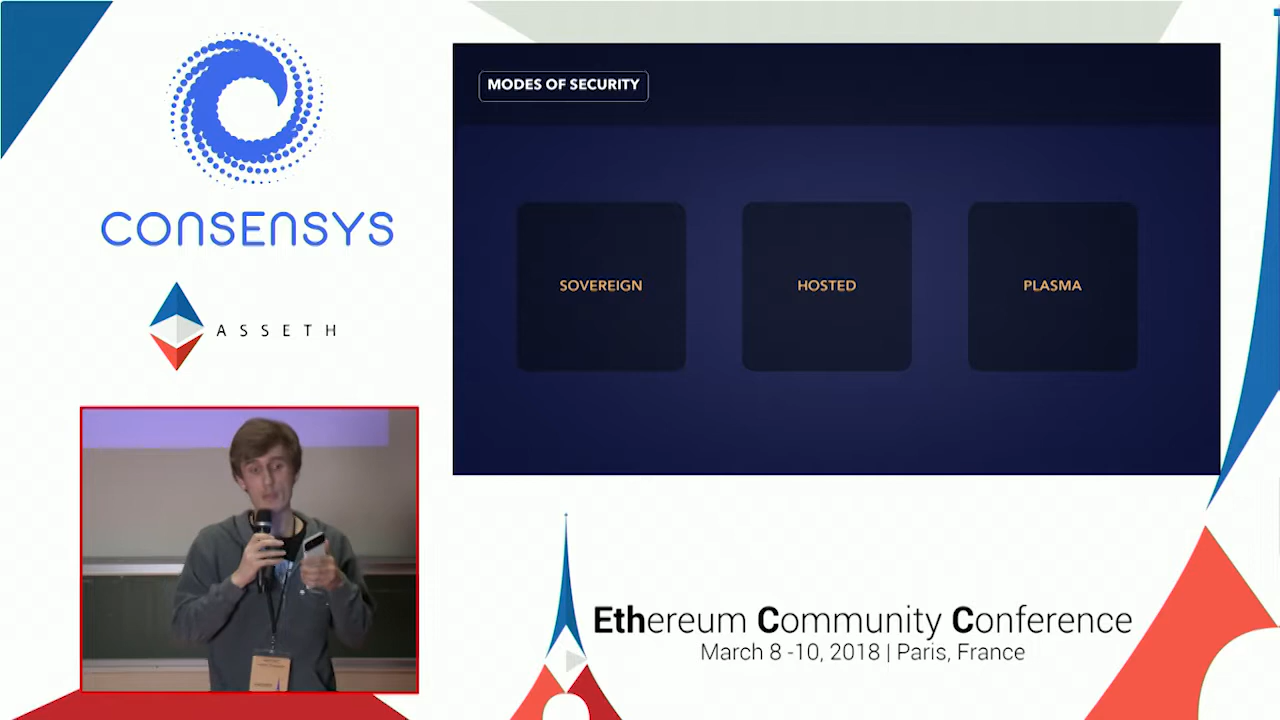 CONSENSYS
ASSETH
MODES OF SECURITY
SOVEREIGN
HOSTED
PLASMA
Ethereum Community Conference
March 8 -10, 2018 | Paris, France